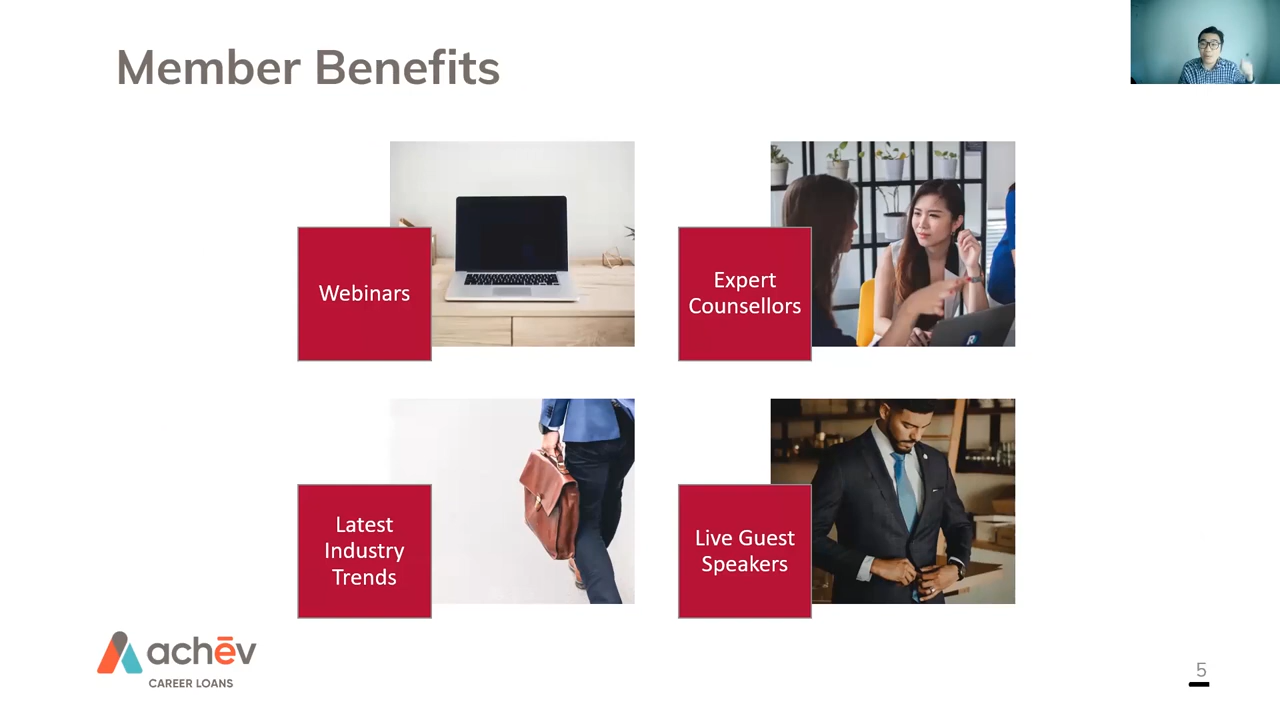 Member Benefits
Webinars
Expert
Counsellors
Latest
Industry
Trends
Live Guest
Speakers
achēv
CAREER LOANS
5